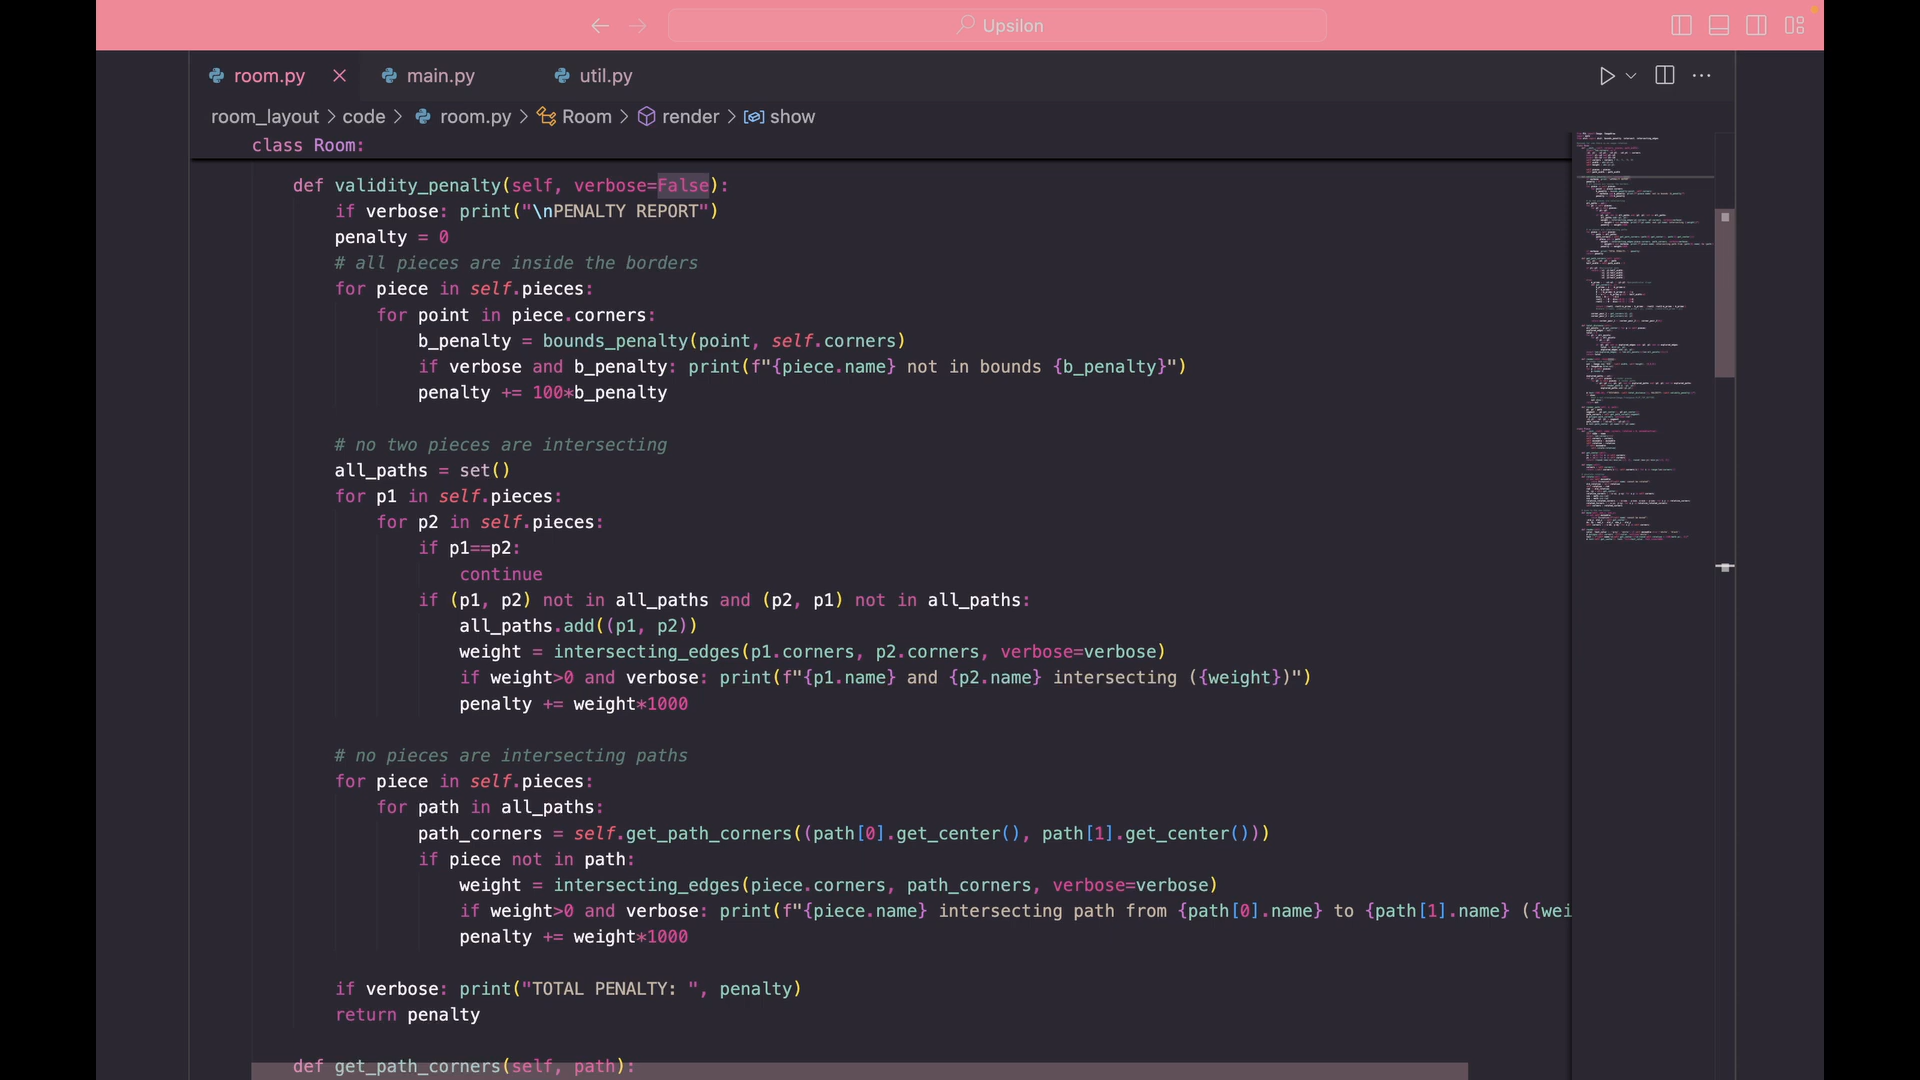 Upsilon
room.py
main.py
util.py
room_layout > code > room.py > Room > render > show
class Room:
def validity_penalty(self, verbose=False):
if verbose: print("\nPENALTY REPORT")
penalty = 0
# all pieces are inside the borders
for piece in self.pieces:
for point in piece.corners:
b_penalty = bounds_penalty(point, self.corners)
if verbose and b_penalty: print(f"{piece.name} not in bounds {b_penalty}")
penalty += 100*b_penalty
# no two pieces are intersecting
all_paths = set()
for p1 in self.pieces:
for p2 in self.pieces:
if p1==p2:
continue
if (p1, p2) not in all_paths and (p2, p1) not in all_paths:
all_paths.add((p1, p2))
weight = intersecting_edges(p1.corners, p2.corners, verbose=verbose)
if weight>0 and verbose: print(f"{p1.name} and {p2.name} intersecting ({weight})")
penalty += weight*1000
# no pieces are intersecting paths
for piece in self.pieces:
for path in all_paths:
path_corners = self.get_path_corners((path[0].get_center(), path[1].get_center()))
if piece not in path:
weight = intersecting_edges(piece.corners, path_corners, verbose=verbose)
if weight>0 and verbose: print(f"{piece.name} intersecting path from {path[0].name} to {path[1].name} ({wei
penalty += weight*1000
if verbose: print("TOTAL PENALTY: ", penalty)
return penalty
def get_path_corners(self, path):